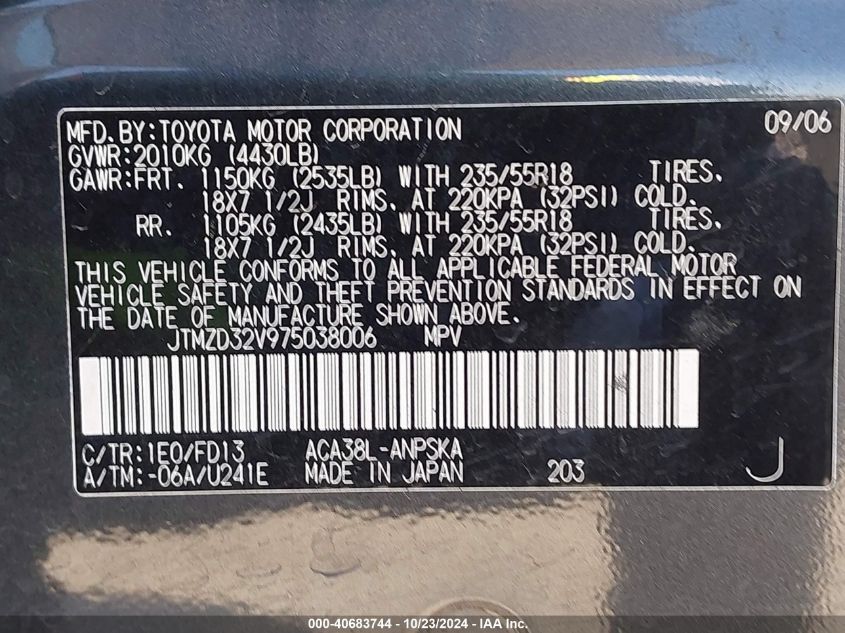 MFD.BY:TOYOTA MOTOR CORPORATION 09/06
GVWR:2010KG (4430LB)
GAWR:FRT. 1150KG (2535LB) WITH 235/55R18 TIRES.
18X7 1/2J RIMS. AT 220KPA (32PSI) COLD.
RR. 1105KG (2435LB) WITH 235/55R18 TIRES.
18X7 1/2J RIMS. AT 220KPA (32PSI) COLD.
THIS VEHICLE CONFORMS TO ALL APPLICABLE FEDERAL MOTOR
VEHICLE SAFETY AND THEFT PREVENTION STANDARDS IN EFFECT ON
THE DATE OF MANUFACTURE SHOWN ABOVE.
JTMZD32V975038006 MPV
C/TR:1E0/FD13 ACA38L-ANPSKA
A/TM:-06A/U241E MADE IN JAPAN 203 J
000-40683744 - 10/23/2024 - IAA Inc.